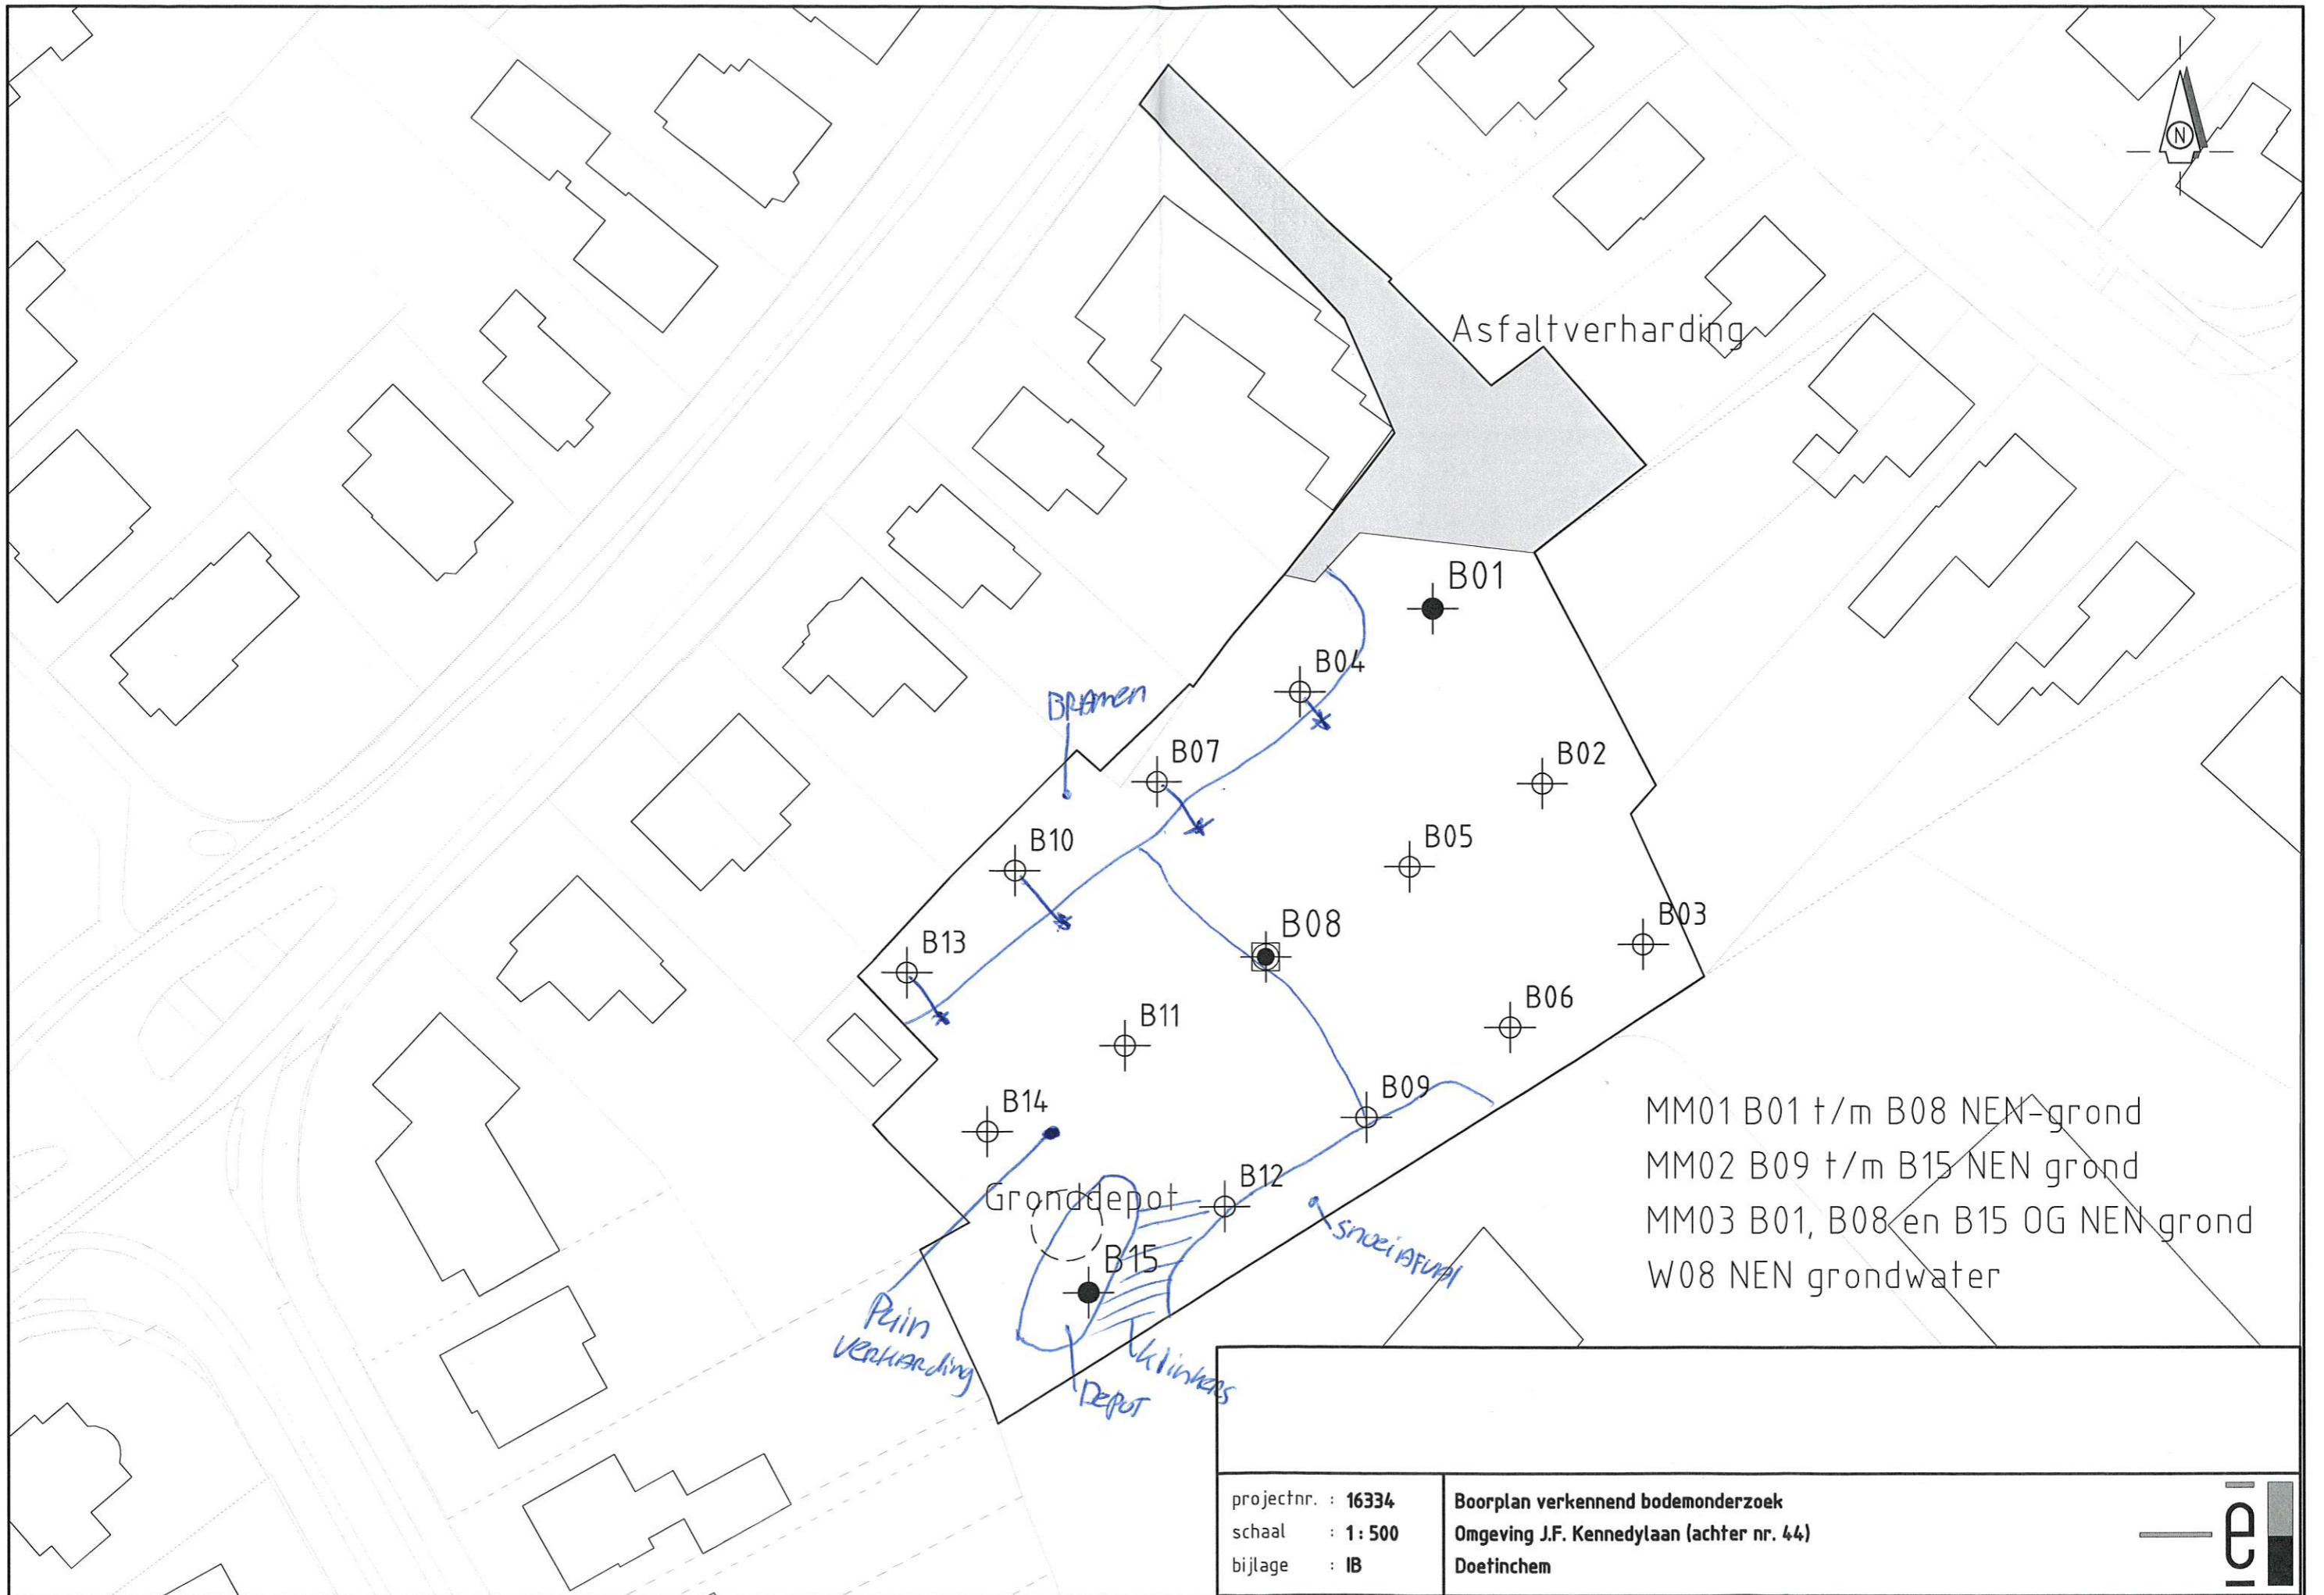 N
Asfaltverharding
B01
B04
BRAmen
B07
B02
B10
B05
B03
B13
B08
B06
B11
B09
B14
B12
Gronddepot
snoeiAFVAl
B15
Puin
VERHARding
Klinkers
Depot
MM01 B01 t/m B08 NEN-grond
MM02 B09 t/m B15 NEN grond
MM03 B01, B08 en B15 OG NEN grond
W08 NEN grondwater
projectnr. : 16334
schaal : 1:500
bijlage : IB
Boorplan verkennend bodemonderzoek
Omgeving J.F. Kennedylaan (achter nr. 44)
Doetinchem
e